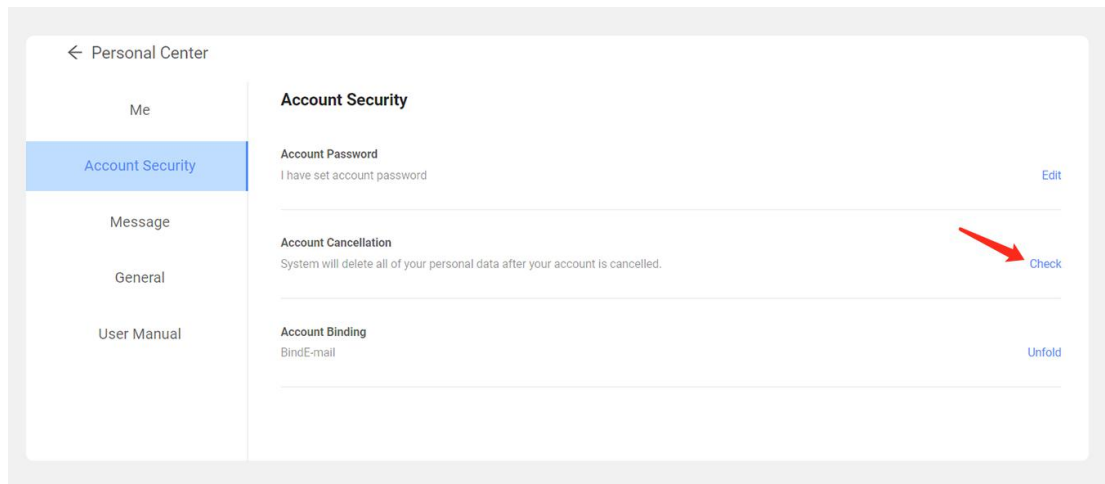 Personal Center
Me
Account Security
Message
General
User Manual
Account Security
Account Password
I have set account password
Edit
Account Cancellation
System will delete all of your personal data after your account is cancelled.
Check
Account Binding
BindE-mail
Unfold